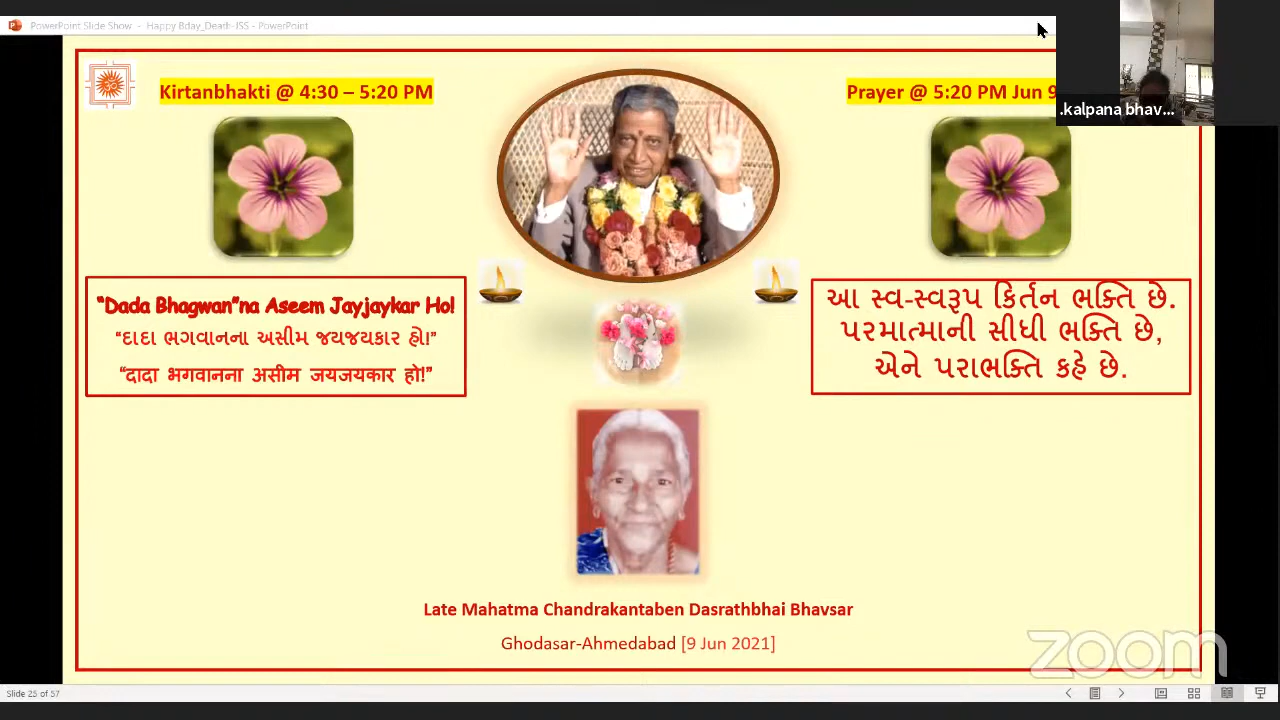 PowerPoint Slide Show - Happy Bday_Death-JSS - PowerPoint
Kirtanbhakti @ 4:30 – 5:20 PM
Prayer @ 5:20 PM Jun 9
.kalpana bhav...
“Dada Bhagwan”na Aseem Jayjaykar Ho!
“દાદા ભગવાનના અસીમ જયજયકાર હો!”
“दादा भगवानना असीम जयजयकार हो!”
આ સ્વ-સ્વરૂપ કિર્તન ભક્તિ છે.
પરમાત્માની સીધી ભક્તિ છે,
એને પરાભક્તિ કહે છે.
Late Mahatma Chandrakantaben Dasrathbhai Bhavsar
Ghodasar-Ahmedabad [9 Jun 2021]
zoom
Slide 25 of 57